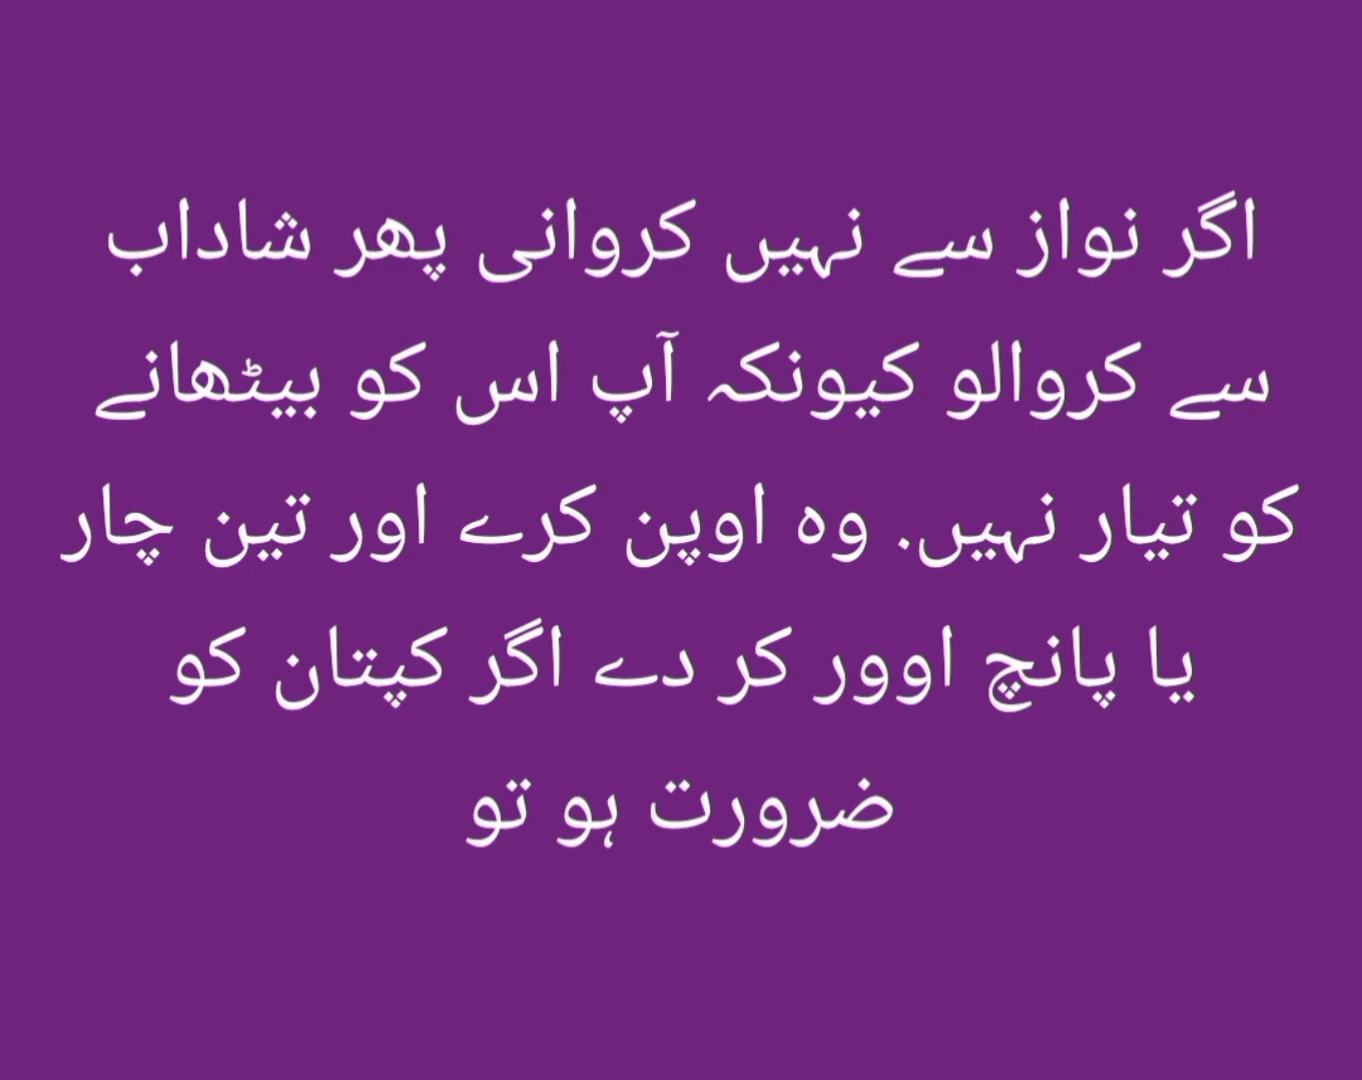 اگر نواز سے نہیں کروانی پھر شاداب
سے کروالو کیونکہ آپ اس کو بیٹھانے
کو تیار نہیں. وہ اوپن کرے اور تین چار
یا پانچ اوور کر دے اگر کپتان کو
ضرورت ہو تو